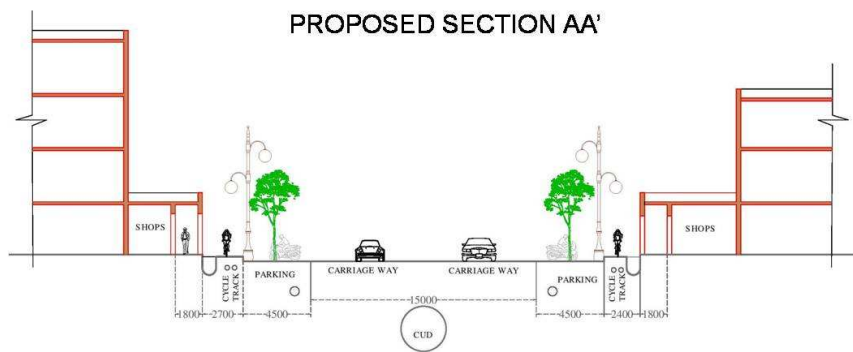 PROPOSED SECTION AA'
SHOPS
SHOPS
CYCLE
TRACK
PARKING
CARRIAGE WAY
CARRIAGE WAY
PARKING
CYCLE
TRACK
1800
2700
4500
15000
4500
2400
1800
CUD